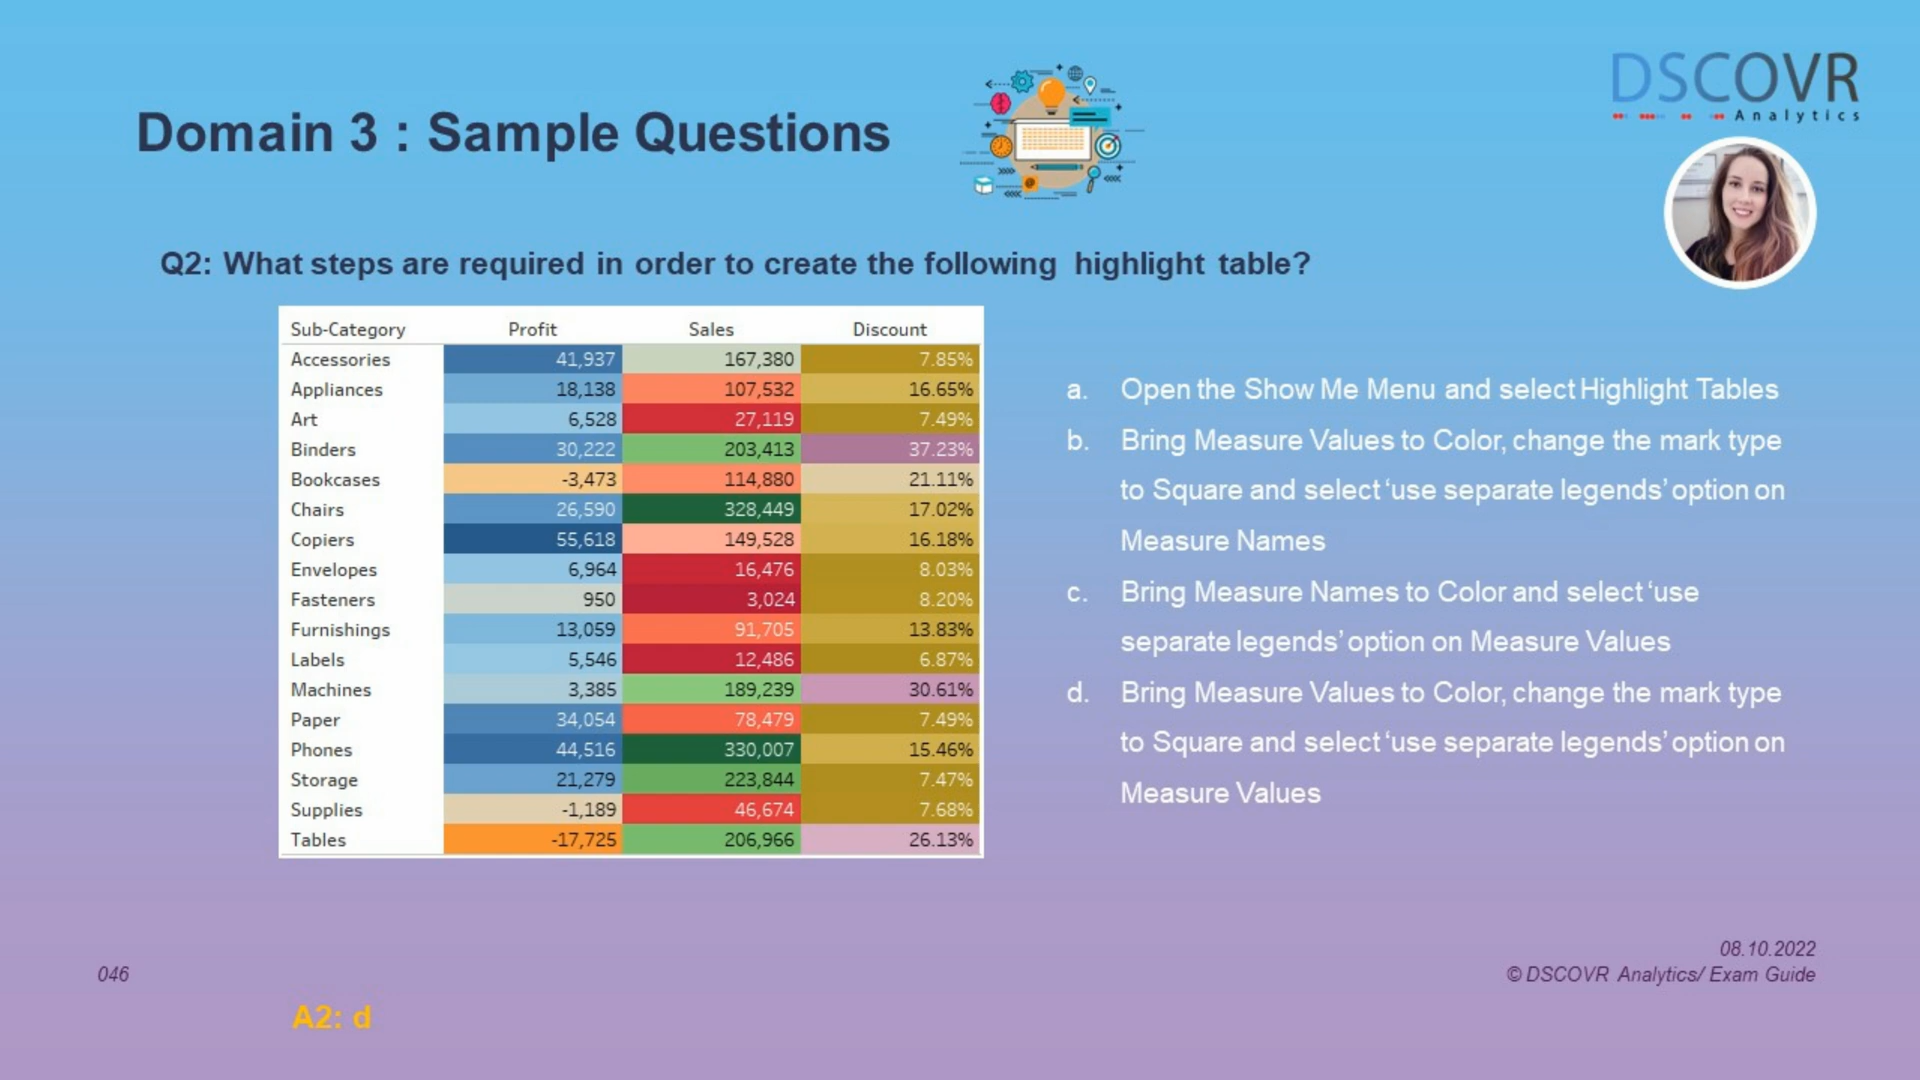 DSCOVR
Analytics
Domain 3 : Sample Questions
Q2: What steps are required in order to create the following highlight table?
Sub-Category Profit Sales Discount
Accessories 41,937 167,380 7.85%
Appliances 18,138 107,532 16.65%
Art 6,528 27,119 7.49%
Binders 30,222 203,413 37.23%
Bookcases -3,473 114,880 21.11%
Chairs 26,590 328,449 17.02%
Copiers 55,618 149,528 16.18%
Envelopes 6,964 16,476 8.03%
Fasteners 950 3,024 8.20%
Furnishings 13,059 91,705 13.83%
Labels 5,546 12,486 6.87%
Machines 3,385 189,239 30.61%
Paper 34,054 78,479 7.49%
Phones 44,516 330,007 15.46%
Storage 21,279 223,844 7.47%
Supplies -1,189 46,674 7.68%
Tables -17,725 206,966 26.13%
a. Open the Show Me Menu and select Highlight Tables
b. Bring Measure Values to Color, change the mark type
to Square and select ‘use separate legends’ option on
Measure Names
c. Bring Measure Names to Color and select ‘use
separate legends’ option on Measure Values
d. Bring Measure Values to Color, change the mark type
to Square and select ‘use separate legends’ option on
Measure Values
08.10.2022
046
© DSCOVR Analytics/ Exam Guide
A2: d